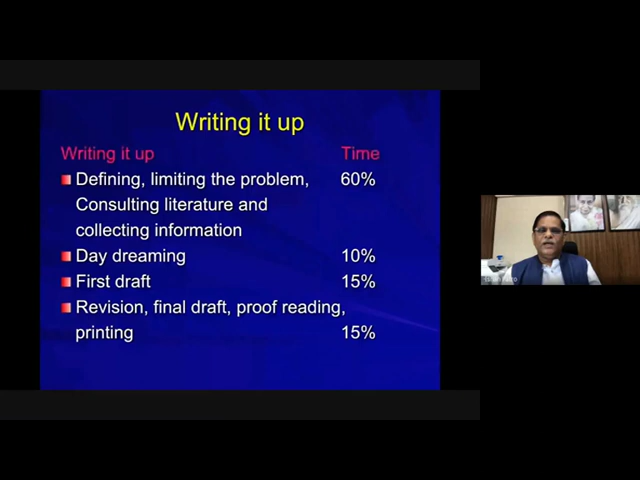 Writing it up
Writing it up Time
Defining, limiting the problem, 60%
Consulting literature and
collecting information
Day dreaming 10%
First draft 15%
Revision, final draft, proof reading,
printing 15%